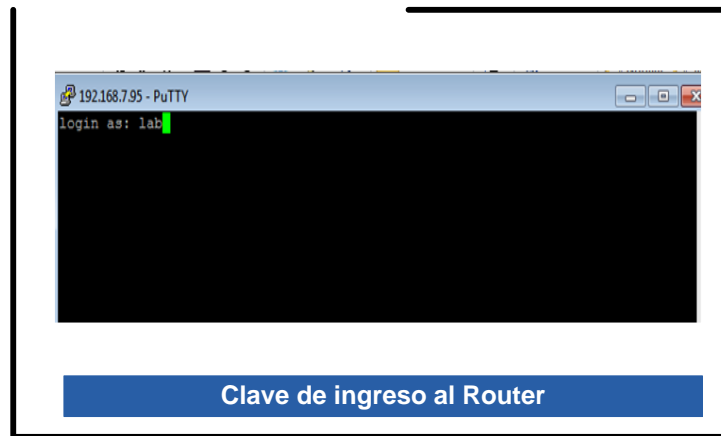 192.168.7.95 - PuTTY
login as: lab
Clave de ingreso al Router